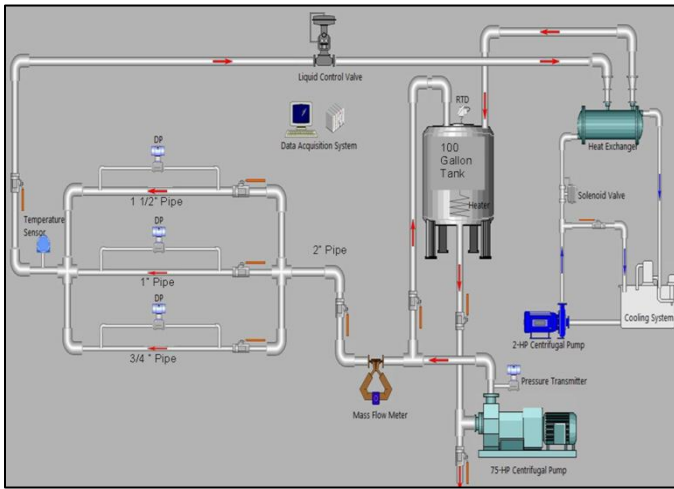 Liquid Control Valve
RTD
Data Acquisition System
Heat Exchanger
100
Gallon
Tank
Heater
DP
1 1/2" Pipe
Solenoid Valve
Temperature
Sensor
DP
2" Pipe
1" Pipe
Cooling System
DP
2-HP Centrifugal Pump
3/4 " Pipe
Pressure Transmitter
Mass Flow Meter
75-HP Centrifugal Pump